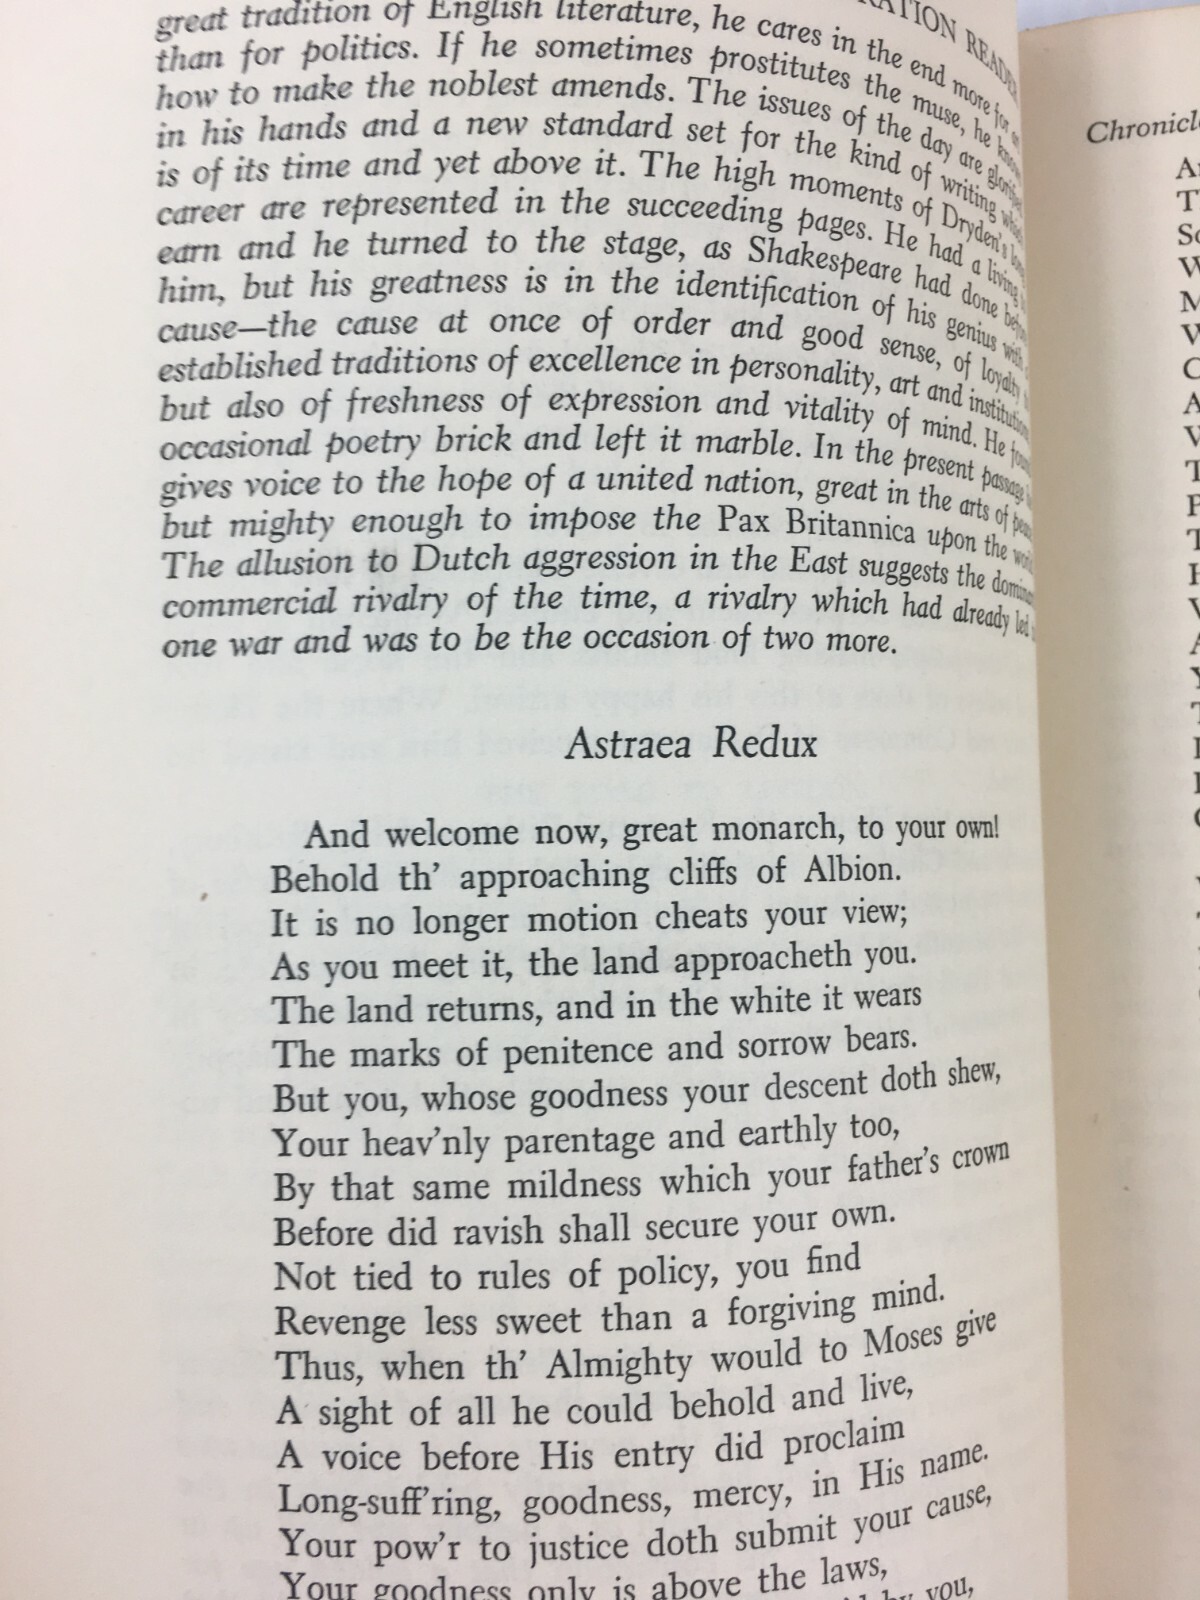 RATION READER
great tradition of English literature, he cares in the end more for an
than for politics. If he sometimes prostitutes the muse, he knows
how to make the noblest amends. The issues of the day are glorified
in his hands and a new standard set for the kind of writing which
is of its time and yet above it. The high moments of Dryden's long
career are represented in the succeeding pages. He had a living to
earn and he turned to the stage, as Shakespeare had done before
him, but his greatness is in the identification of his genius with
cause—the cause at once of order and good sense, of loyalty
established traditions of excellence in personality, art and institution
but also of freshness of expression and vitality of mind. He found
occasional poetry brick and left it marble. In the present passage he
gives voice to the hope of a united nation, great in the arts of peace
but mighty enough to impose the Pax Britannica upon the world
The allusion to Dutch aggression in the East suggests the dominant
commercial rivalry of the time, a rivalry which had already led
one war and was to be the occasion of two more.
Astraea Redux
And welcome now, great monarch, to your own!
Behold th' approaching cliffs of Albion.
It is no longer motion cheats your view;
As you meet it, the land approacheth you.
The land returns, and in the white it wears
The marks of penitence and sorrow bears.
But you, whose goodness your descent doth shew,
Your heav'nly parentage and earthly too,
By that same mildness which your father's crown
Before did ravish shall secure your own.
Not tied to rules of policy, you find
Revenge less sweet than a forgiving mind.
Thus, when th' Almighty would to Moses give
A sight of all he could behold and live,
A voice before His entry did proclaim
Long-suff'ring, goodness, mercy, in His name.
Your pow'r to justice doth submit your cause,
Your goodness only is above the laws,
by you,
Chronicle